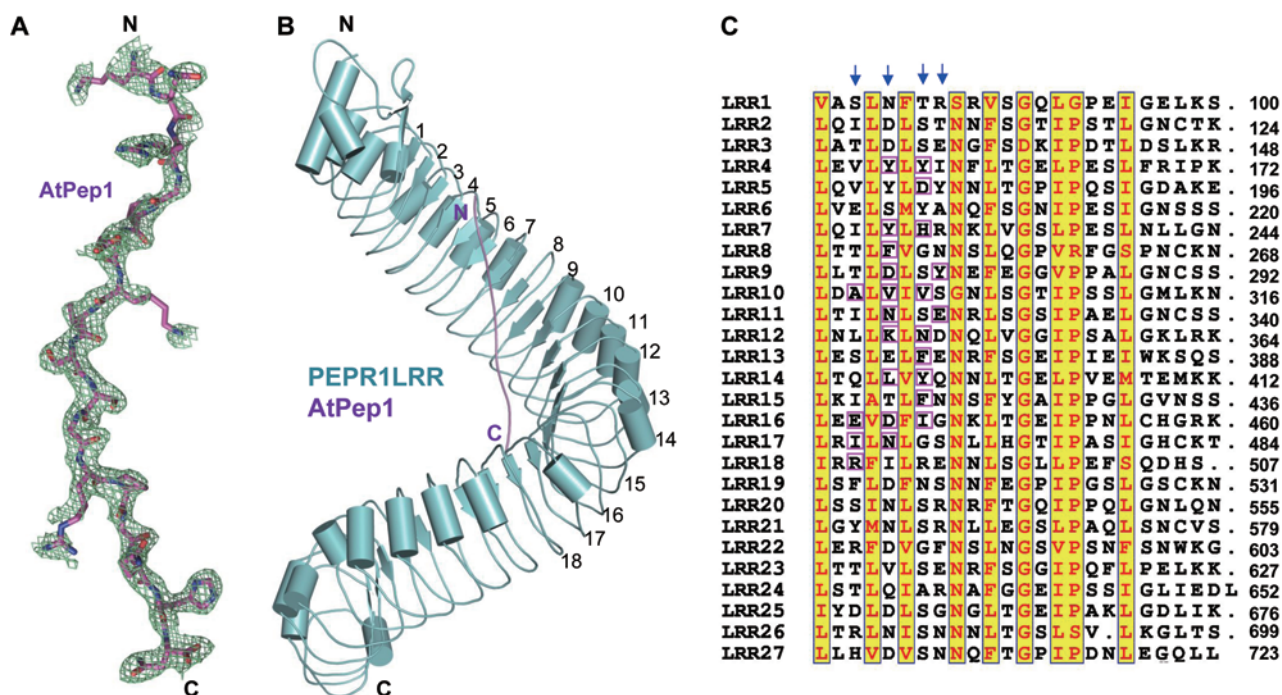 A
N
AtPep1
C
B
N
1
2
3
4
N
5
6
7
8
9
10
11
12
13
14
PEPR1LRR
AtPep1
C
15
16
17
18
C
C
LRR1 VASLNFTRSRVSGQLGPEIGELKS. 100
LRR2 LQILDLSTNNFSGTIPSTLGNCTK. 124
LRR3 LATLDLSENGFSDKIPDTLDSLKR. 148
LRR4 LEVLYLYINFLTGELPESLFRIPK. 172
LRR5 LQVLYLDYNNLTGPIPQSIGDAKE. 196
LRR6 LVELSMYANQFSGNIPESIGNSSS. 220
LRR7 LQILYLHRNKLVGSLPESLNLLGN. 244
LRR8 LTTLFVGNNSLQGPVRFGSPNCKN. 268
LRR9 LLTLDLSYNEFEGGVPPALGNCSS. 292
LRR10 LDALVIVSGNLSGTIPSSLGMLKN. 316
LRR11 LTILNLSENRLSGSIPAELGNCSS. 340
LRR12 LNLLKLNDNQLVGGIPSALGKLRK. 364
LRR13 LESLELFENRFSGEIPIEIWKSQS. 388
LRR14 LTQLLVYQNNLTGELPVEMTEMKK. 412
LRR15 LKIATLFNNSFYGAIPPGLGVNSS. 436
LRR16 LEEVDFIGNKLTGEIPPNLCHGRK. 460
LRR17 LRILNLGSNLLHGTIPASIGHCKT. 484
LRR18 IRRFILRENNLSGLLPEFSQDHS.. 507
LRR19 LSFLDFNSNNFEGPIPGSLGSCKN. 531
LRR20 LSSINLSRNRFTGQIPPQLGNLQN. 555
LRR21 LGYMNLSRNLLEGSLPAQLSNCVS. 579
LRR22 LERFDVGFNSLNGSVPSNFSNWKG. 603
LRR23 LTTLVLSENRFSGGIPQFLPELKK. 627
LRR24 LSTLQIARNAFGGEIPSSIGLIEDL 652
LRR25 IYDLDLSGNGLTGEIPAKLGDLIK. 676
LRR26 LTRLNISNNNLTGSLSV.LKGLTS. 699
LRR27 LLHVDVSNNQFTGPIPDNLEGQLL 723